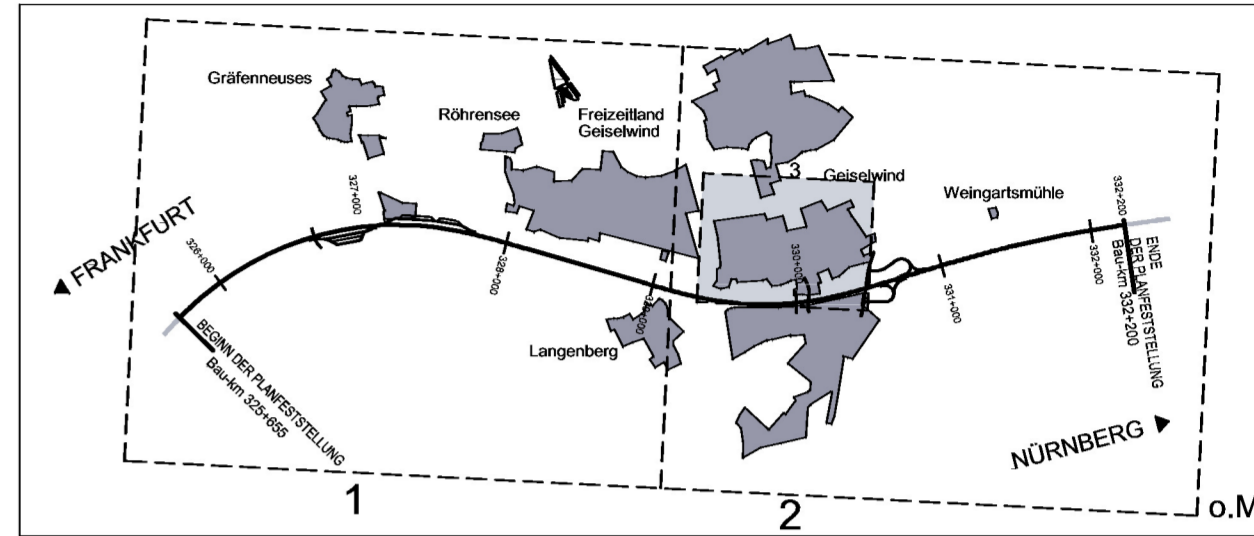 Gräfenneuses
Röhrensee
Freizeitland
Geiselwind
3
Geiselwind
Weingartsmühle
FRANKFURT
326+000
327+000
328+000
330+000
331+000
332+000
332+200
ENDE
DER PLANFESTSTELLUNG
Bau-km 332+200
BEGINN DER PLANFESTSTELLUNG
Bau-km 325+655
Langenberg
NÜRNBERG
1
2
o.M